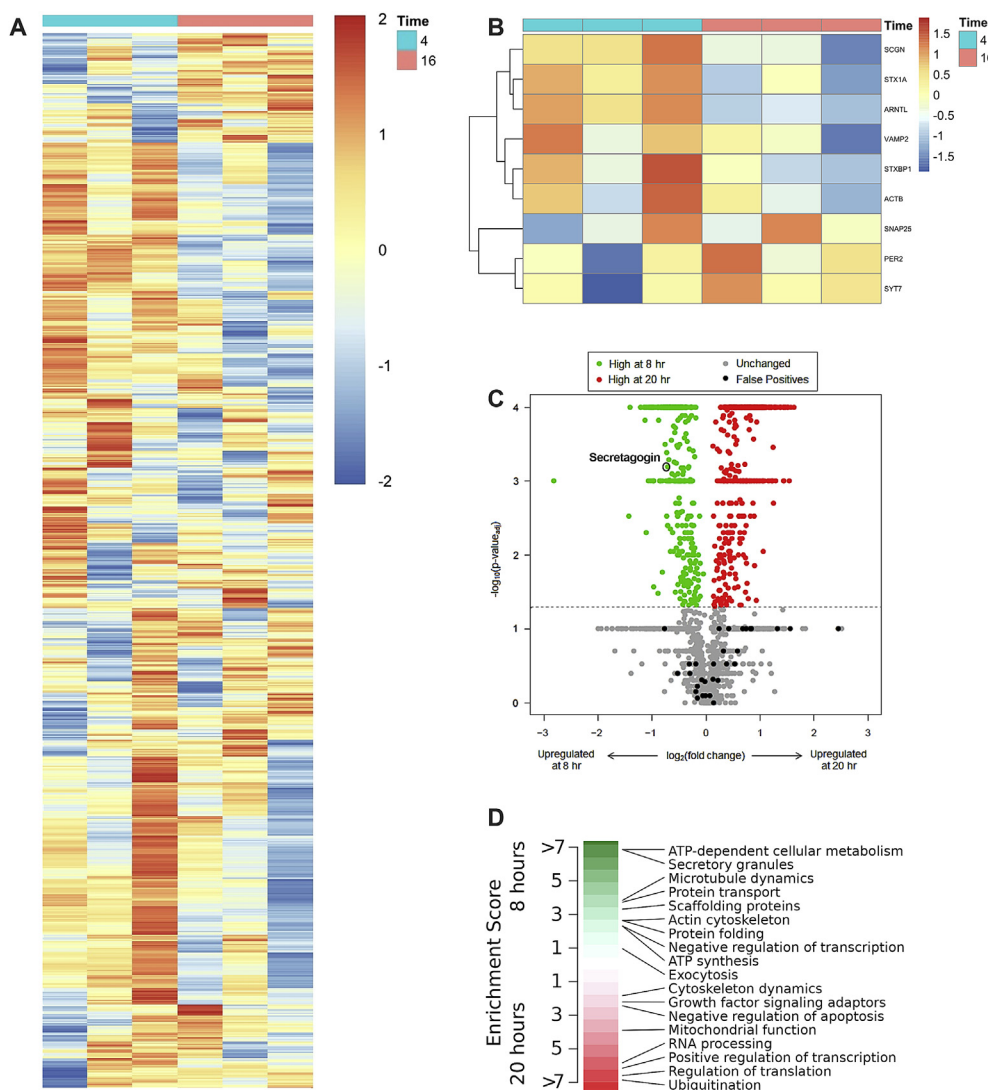 A
2
1
0
-1
-2
Time
4
16
B
Time
SCGN
STX1A
ARNTL
VAMP2
STXBP1
ACTB
SNAP25
PER2
SYT7
1.5
1
0.5
0
-0.5
-1
-1.5
Time
4
16
High at 8 hr
High at 20 hr
Unchanged
False Positives
C
Secretagogin
-log10(p-valueadj)
4
3
2
1
0
−3
−2
−1
0
1
2
3
Upregulated
at 8 hr
log2(fold change)
Upregulated
at 20 hr
D
Enrichment Score
8 hours
20 hours
>7
5
3
1
1
3
5
>7
ATP-dependent cellular metabolism
Secretory granules
Microtubule dynamics
Protein transport
Scaffolding proteins
Actin cytoskeleton
Protein folding
Negative regulation of transcription
ATP synthesis
Exocytosis
Cytoskeleton dynamics
Growth factor signaling adaptors
Negative regulation of apoptosis
Mitochondrial function
RNA processing
Positive regulation of transcription
Regulation of translation
Ubiquitination